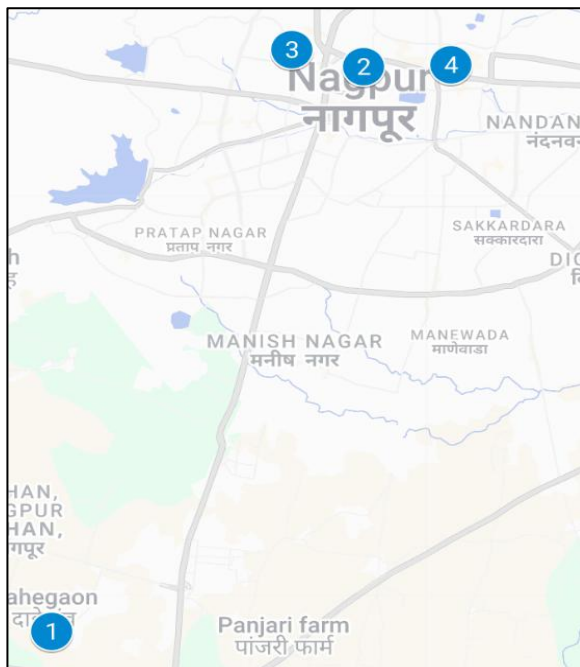 3
2
4
Nagpur
नागपूर
NANDAN
नंदनव
PRATAP NAGAR
प्रताप नगर
SAKKARDARA
सक्कारदारा
DIG
MANISH NAGAR
मनीष नगर
MANEWADA
माणेवाडा
HAN,
GPUR
HAN,
गपूर
ahegaon
1
Panjari farm
पांजरी फार्म